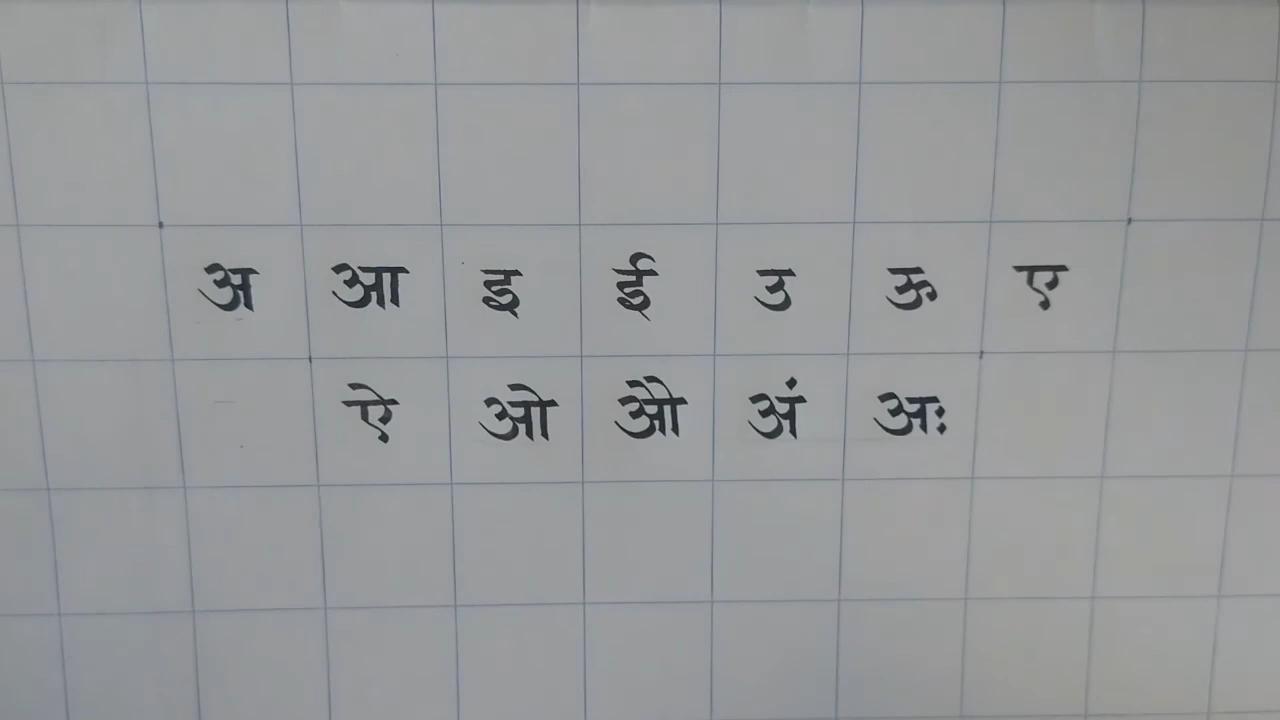 अ आ इ ई उ ऊ ए
ऐ ओ औ अं अः